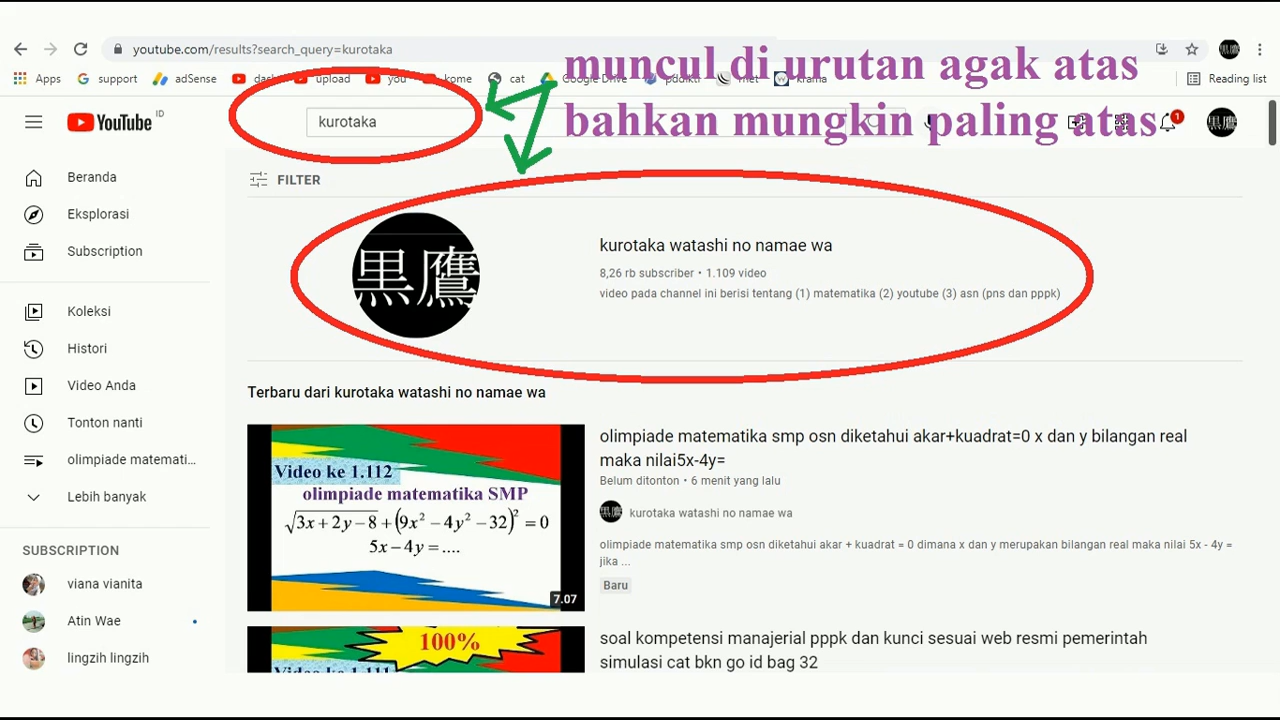 youtube.com/results?search_query=kurotaka
muncul di urutan agak atas
Apps support adSense upload you home cat Google Drive krama Reading list
YouTube ID
kurotaka
bahkan mungkin paling atas
1
黒鷹
Beranda
Eksplorasi
Subscription
Koleksi
Histori
Video Anda
Tonton nanti
olimpiade matemati...
Lebih banyak
SUBSCRIPTION
viana vianita
Atin Wae
lingzih lingzih
FILTER
黒鷹
kurotaka watashi no namae wa
8,26 rb subscriber • 1.109 video
video pada channel ini berisi tentang (1) matematika (2) youtube (3) asn (pns dan pppk)
Terbaru dari kurotaka watashi no namae wa
Video ke 1.112
olimpiade matematika SMP
√(3x + 2y − 8) + (9x² − 4y² − 32)² = 0
5x − 4y = ....
7.07
olimpiade matematika smp osn diketahui akar+kuadrat=0 x dan y bilangan real
maka nilai5x-4y=
Belum ditonton • 6 menit yang lalu
kurotaka watashi no namae wa
olimpiade matematika smp osn diketahui akar + kuadrat = 0 dimana x dan y merupakan bilangan real maka nilai 5x - 4y =
jika ...
Baru
100%
Video ke 1.111
soal kompetensi manajerial pppk dan kunci sesuai web resmi pemerintah
simulasi cat bkn go id bag 32